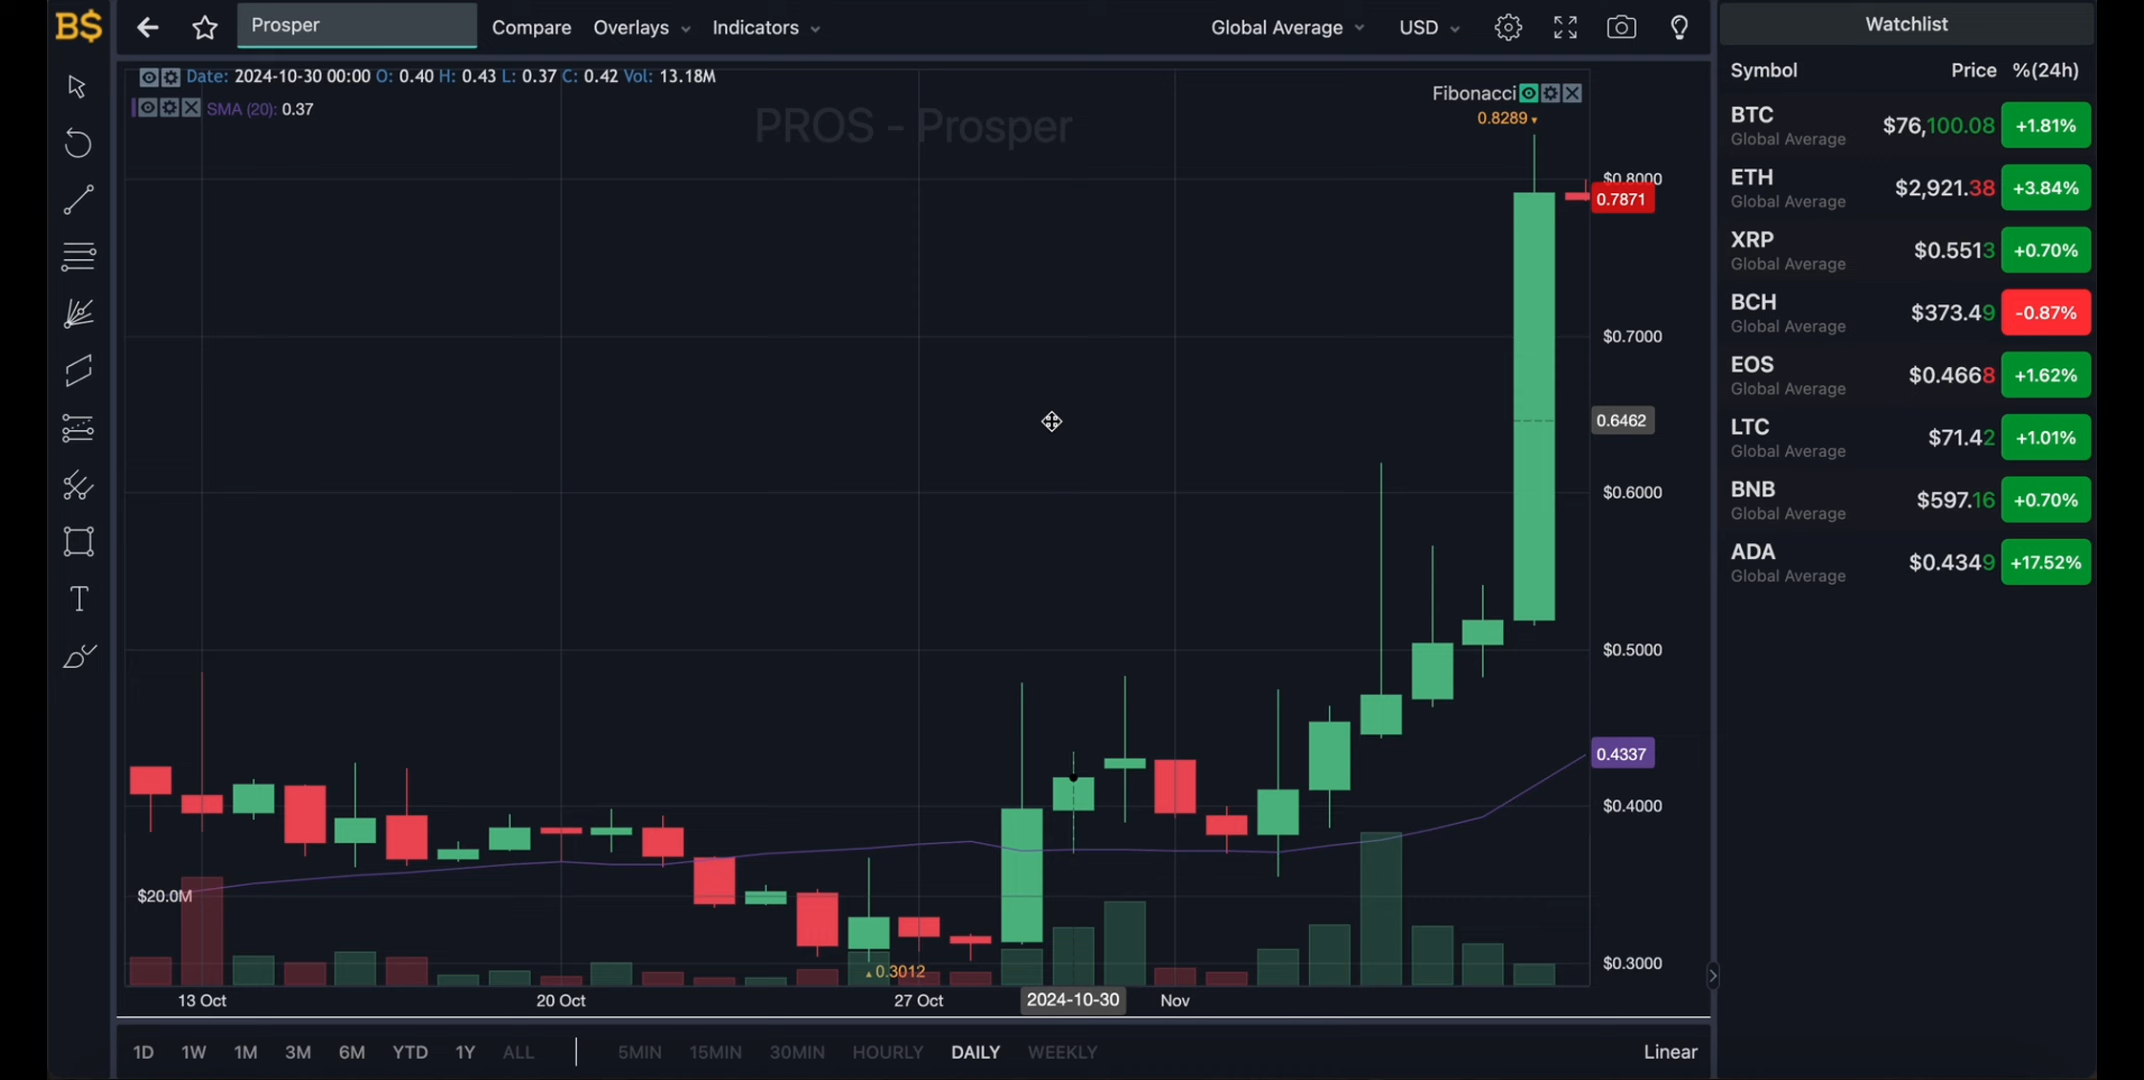 B$
Prosper
Compare
Overlays
Indicators
Global Average
USD
Date: 2024-10-30 00:00 O: 0.40 H: 0.43 L: 0.37 C: 0.42 Vol: 13.18M
SMA (20): 0.37
PROS - Prosper
Fibonacci
0.8289
$0.8000
0.7871
$0.7000
0.6462
$0.6000
$0.5000
0.4337
$0.4000
$20.0M
0.3012
$0.3000
13 Oct
20 Oct
27 Oct
2024-10-30
Nov
1D 1W 1M 3M 6M YTD 1Y ALL
5MIN 15MIN 30MIN HOURLY DAILY WEEKLY
Linear
Watchlist
Symbol Price %(24h)
BTC $76,100.08 +1.81%
Global Average
ETH $2,921.38 +3.84%
Global Average
XRP $0.5513 +0.70%
Global Average
BCH $373.49 -0.87%
Global Average
EOS $0.4668 +1.62%
Global Average
LTC $71.42 +1.01%
Global Average
BNB $597.16 +0.70%
Global Average
ADA $0.4349 +17.52%
Global Average